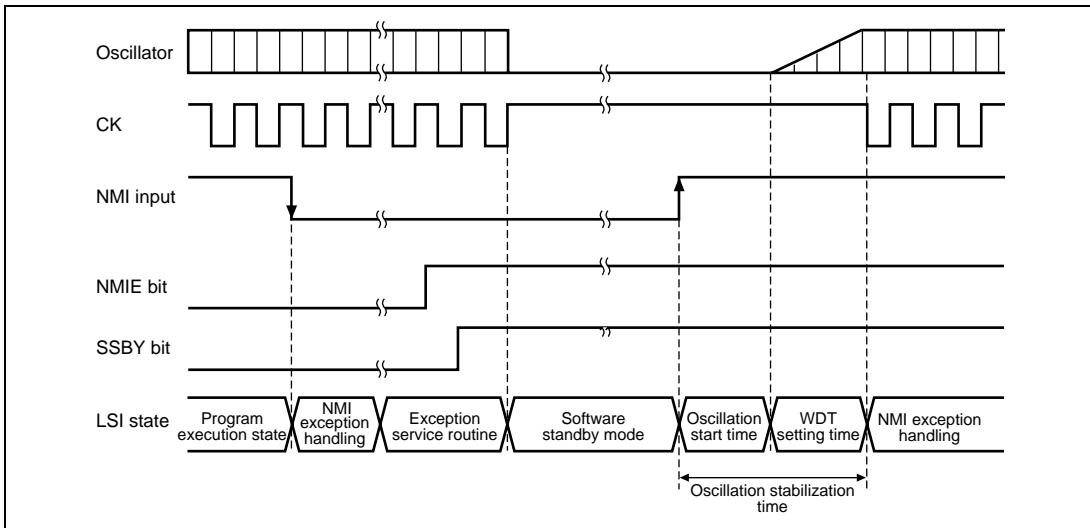 Oscillator
CK
NMI input
NMIE bit
SSBY bit
LSI state
Program
execution state
NMI
exception
handling
Exception
service routine
Software
standby mode
Oscillation
start time
WDT
setting time
NMI exception
handling
Oscillation stabilization
time